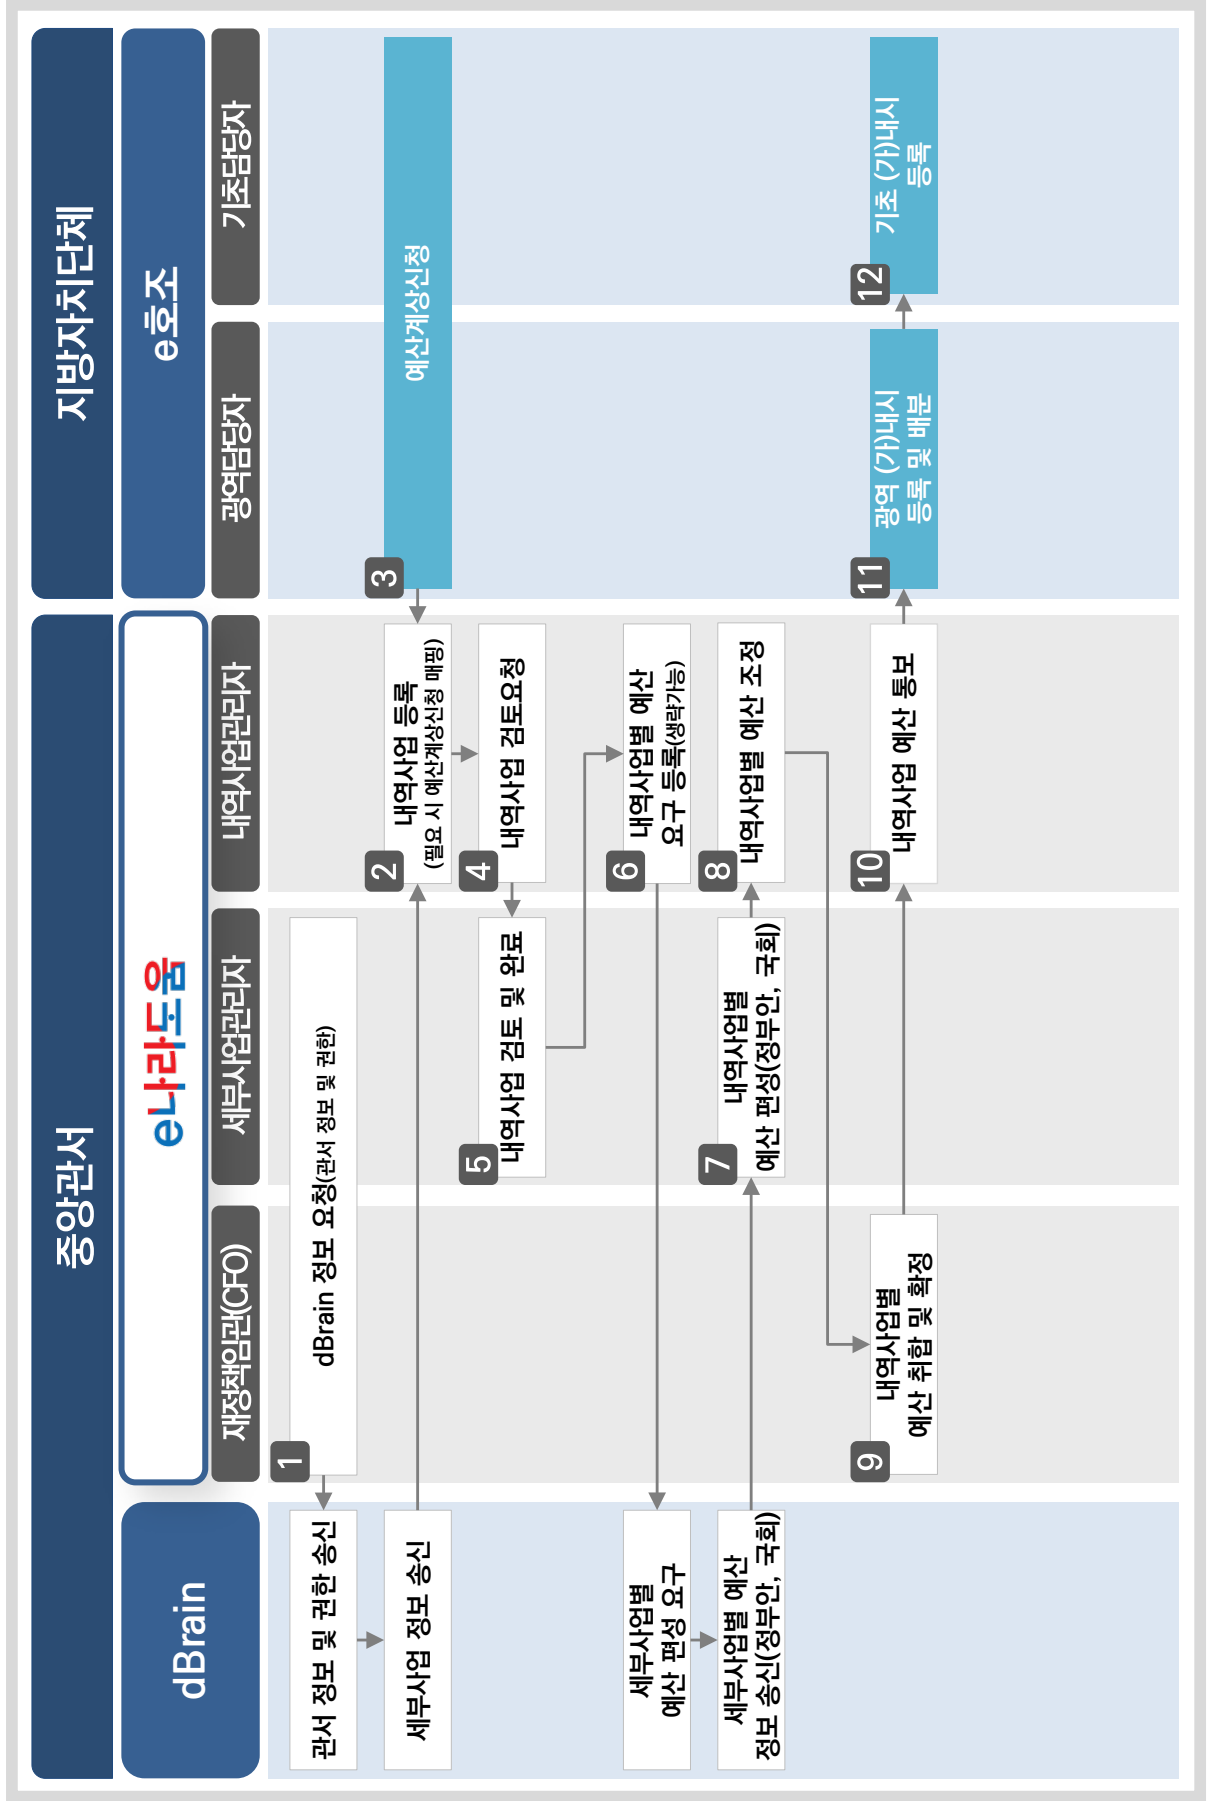 중앙관서
지방자치단체
dBrain
e나라도움
e호조
재정책임관(CFO)
세부사업관리자
내역사업관리자
광역담당자
기초담당자
관서 정보 및 권한 송신
1
dBrain 정보 요청(관서 정보 및 권한)
세부사업 정보 송신
2
내역사업 등록
(필요 시 예산계상신청 매핑)
3
예산계상신청
4
내역사업 검토요청
5
내역사업 검토 및 완료
6
내역사업별 예산
요구 등록(생략가능)
세부사업별
예산 편성 요구
세부사업별 예산
정보 송신(정부안, 국회)
7
내역사업별
예산 편성(정부안, 국회)
8
내역사업별 예산 조정
9
내역사업별
예산 취합 및 확정
10
내역사업 예산 통보
11
광역 (가)내시
등록 및 배분
12
기초 (가)내시
등록